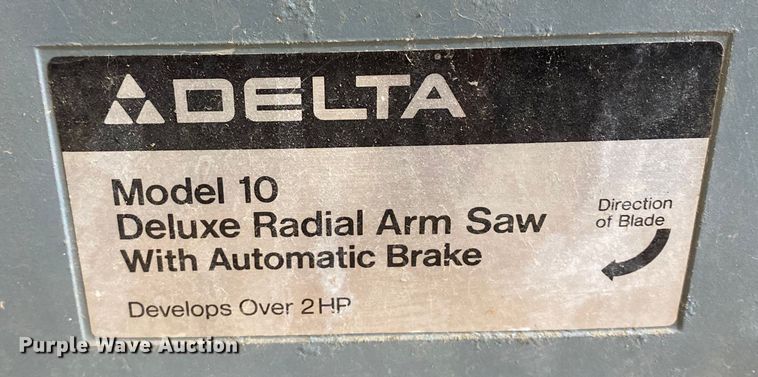 DELTA
Model 10
Deluxe Radial Arm Saw
With Automatic Brake
Develops Over 2HP
Direction
of Blade
Purple Wave Auction